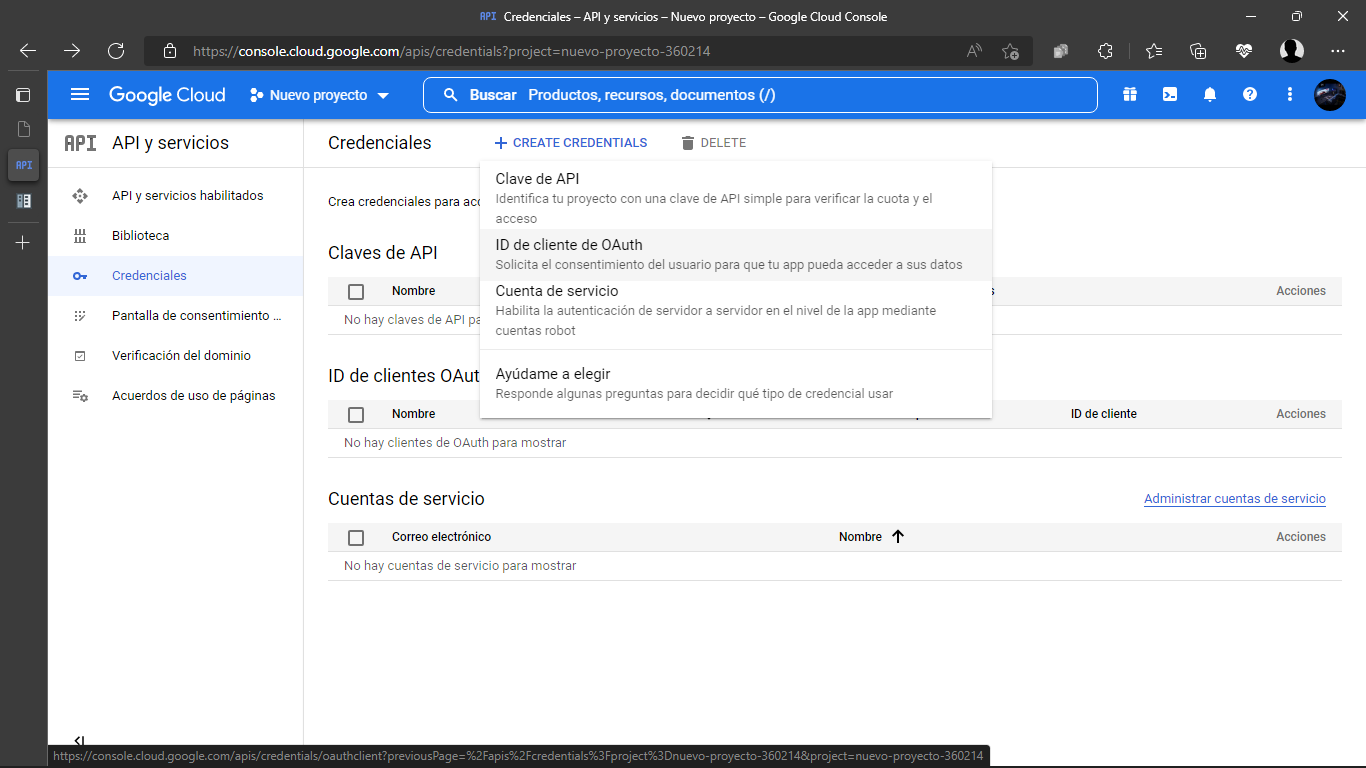 API Credenciales – API y servicios – Nuevo proyecto – Google Cloud Console
https://console.cloud.google.com/apis/credentials?project=nuevo-proyecto-360214
Google Cloud
Nuevo proyecto
Buscar Productos, recursos, documentos (/)
API
API API y servicios
API y servicios habilitados
Biblioteca
Credenciales
Pantalla de consentimiento ...
Verificación del dominio
Acuerdos de uso de páginas
Credenciales
+ CREATE CREDENTIALS
DELETE
Crea credenciales para acc
Clave de API
Identifica tu proyecto con una clave de API simple para verificar la cuota y el
acceso
ID de cliente de OAuth
Solicita el consentimiento del usuario para que tu app pueda acceder a sus datos
Cuenta de servicio
Habilita la autenticación de servidor a servidor en el nivel de la app mediante
cuentas robot
Ayúdame a elegir
Responde algunas preguntas para decidir qué tipo de credencial usar
Claves de API
Nombre s Acciones
No hay claves de API pa
ID de clientes OAut
Nombre ID de cliente Acciones
No hay clientes de OAuth para mostrar
Cuentas de servicio
Administrar cuentas de servicio
Correo electrónico Nombre Acciones
No hay cuentas de servicio para mostrar
https://console.cloud.google.com/apis/credentials/oauthclient?previousPage=%2Fapis%2Fcredentials%3Fproject%3Dnuevo-proyecto-360214&project=nuevo-proyecto-360214